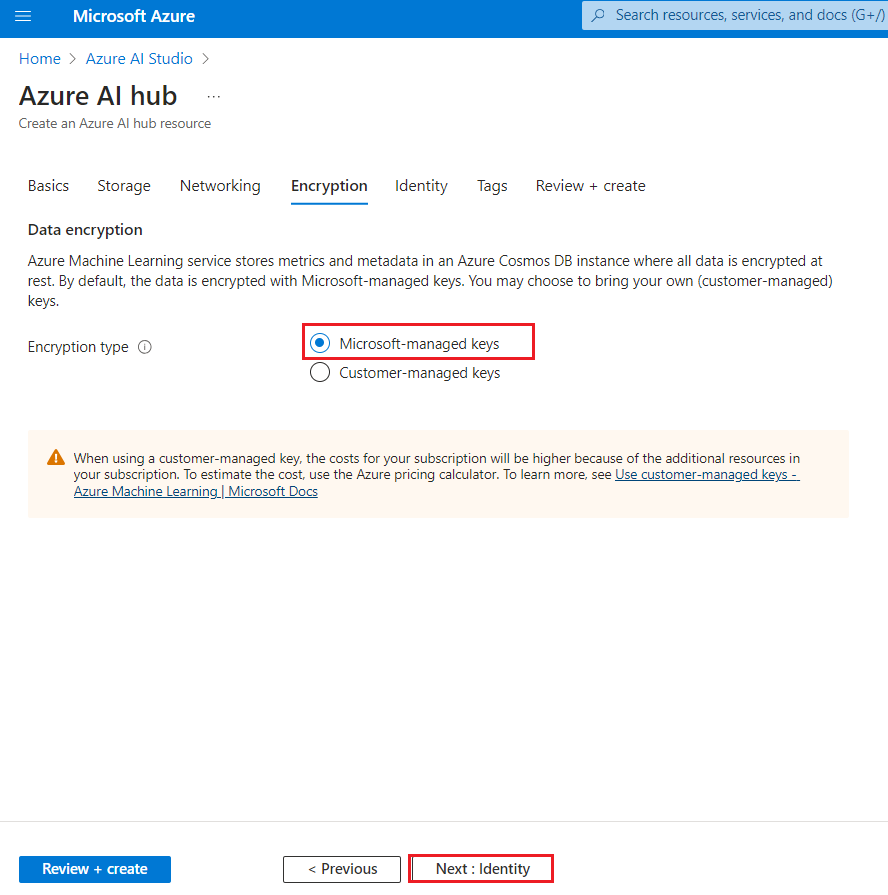 Microsoft Azure
Search resources, services, and docs (G+/)
Home > Azure AI Studio >
Azure AI hub ...
Create an Azure AI hub resource
Basics Storage Networking Encryption Identity Tags Review + create
Data encryption
Azure Machine Learning service stores metrics and metadata in an Azure Cosmos DB instance where all data is encrypted at
rest. By default, the data is encrypted with Microsoft-managed keys. You may choose to bring your own (customer-managed)
keys.
Encryption type
Microsoft-managed keys
Customer-managed keys
When using a customer-managed key, the costs for your subscription will be higher because of the additional resources in
your subscription. To estimate the cost, use the Azure pricing calculator. To learn more, see Use customer-managed keys -
Azure Machine Learning | Microsoft Docs
Review + create
< Previous
Next : Identity